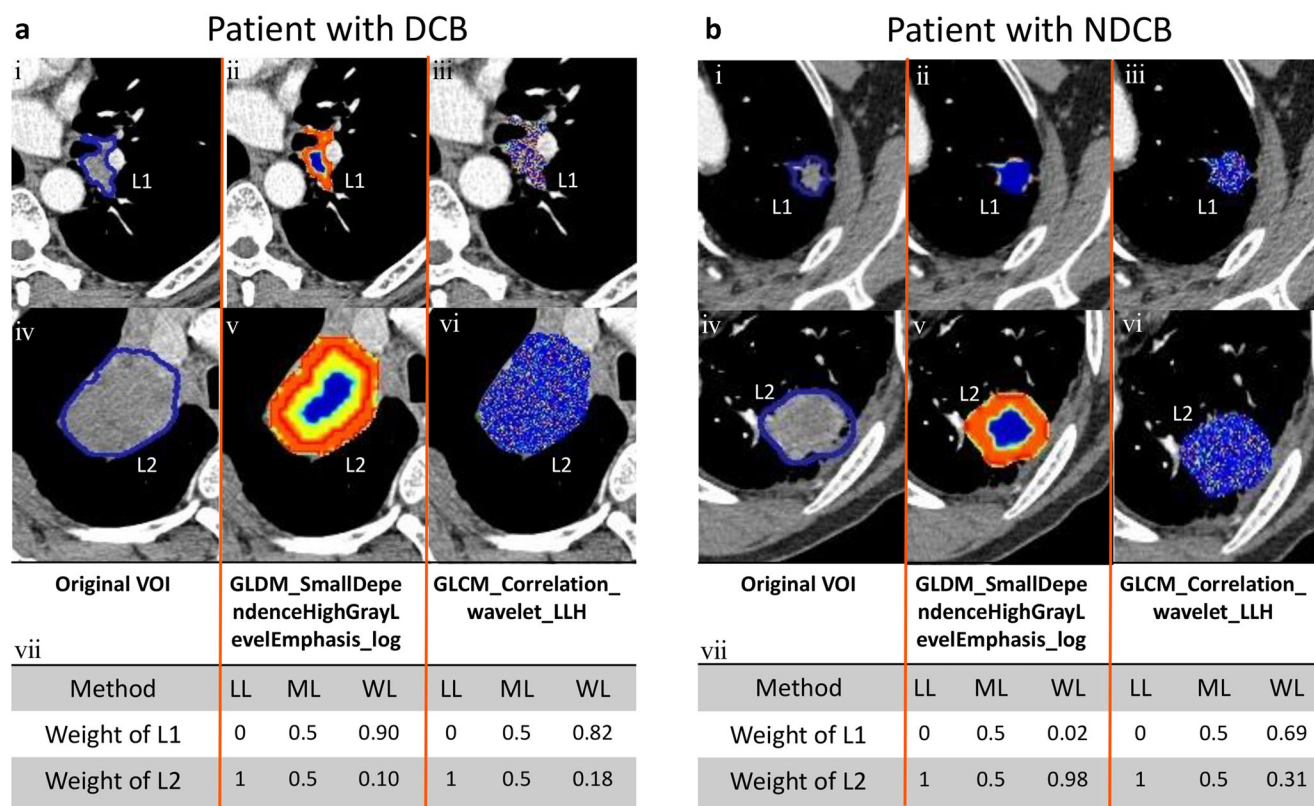 a Patient with DCB
i ii iii
L1 L1 L1
iv v vi
L2 L2 L2
Original VOI
GLDM_SmallDepe
ndenceHighGrayL
evelEmphasis_log
GLCM_Correlation_
wavelet_LLH
vii
Method LL ML WL LL ML WL
Weight of L1 0 0.5 0.90 0 0.5 0.82
Weight of L2 1 0.5 0.10 1 0.5 0.18
b Patient with NDCB
i ii iii
L1 L1 L1
iv v vi
L2 L2 L2
Original VOI
GLDM_SmallDepe
ndenceHighGrayL
evelEmphasis_log
GLCM_Correlation_
wavelet_LLH
vii
Method LL ML WL LL ML WL
Weight of L1 0 0.5 0.02 0 0.5 0.69
Weight of L2 1 0.5 0.98 1 0.5 0.31